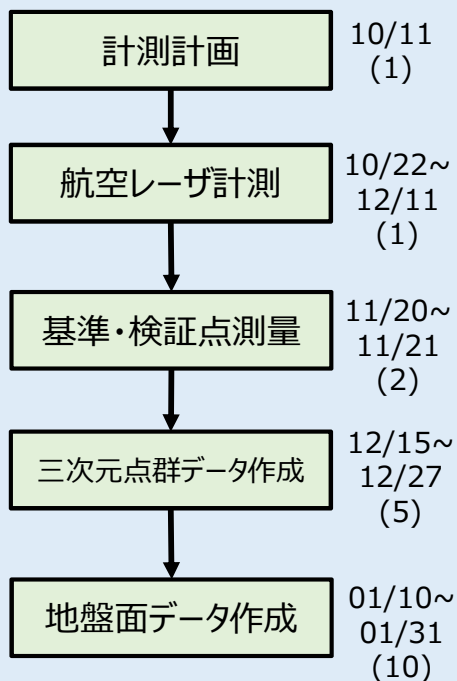 計測計画
10/11
(1)
航空レーザ計測
10/22~
12/11
(1)
基準・検証点測量
11/20~
11/21
(2)
三次元点群データ作成
12/15~
12/27
(5)
地盤面データ作成
01/10~
01/31
(10)